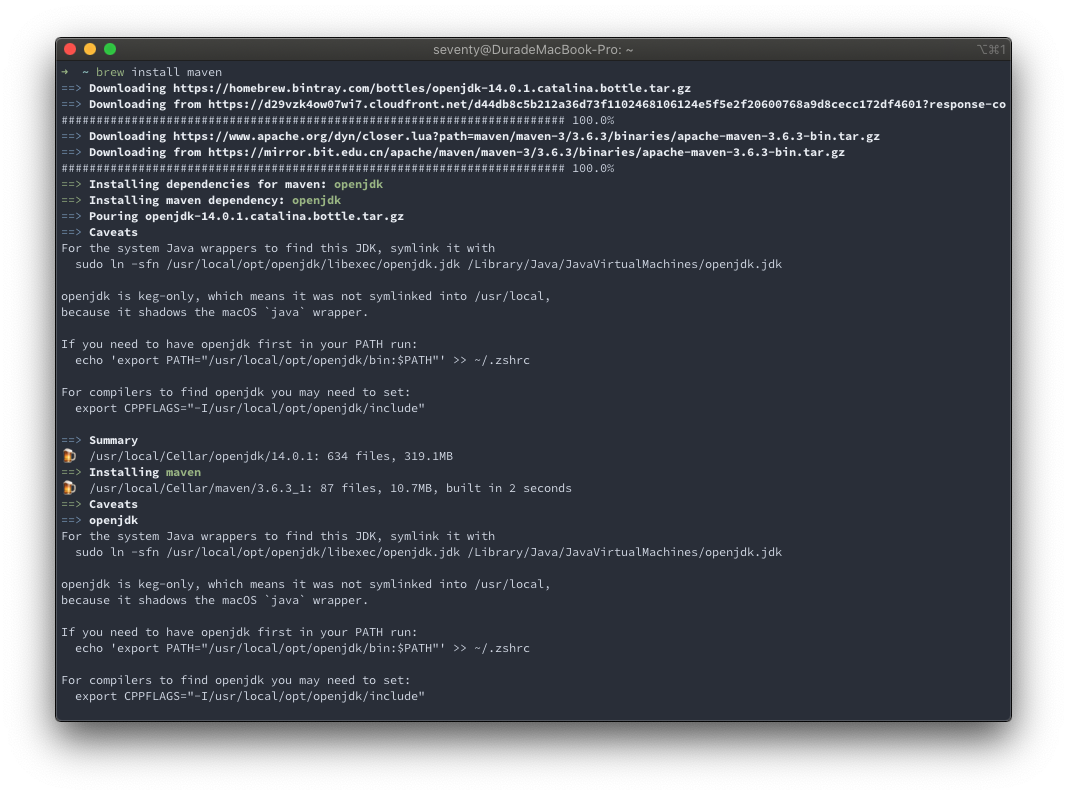 seventy@DuradeMacBook-Pro: ~
⌥⌘1
➜  ~ brew install maven
==> Downloading https://homebrew.bintray.com/bottles/openjdk-14.0.1.catalina.bottle.tar.gz
==> Downloading from https://d29vzk4ow07wi7.cloudfront.net/d44db8c5b212a36d73f1102468106124e5f5e2f20600768a9d8cecc172df4601?response-co
######################################################################## 100.0%
==> Downloading https://www.apache.org/dyn/closer.lua?path=maven/maven-3/3.6.3/binaries/apache-maven-3.6.3-bin.tar.gz
==> Downloading from https://mirror.bit.edu.cn/apache/maven/maven-3/3.6.3/binaries/apache-maven-3.6.3-bin.tar.gz
######################################################################## 100.0%
==> Installing dependencies for maven: openjdk
==> Installing maven dependency: openjdk
==> Pouring openjdk-14.0.1.catalina.bottle.tar.gz
==> Caveats
For the system Java wrappers to find this JDK, symlink it with
  sudo ln -sfn /usr/local/opt/openjdk/libexec/openjdk.jdk /Library/Java/JavaVirtualMachines/openjdk.jdk
openjdk is keg-only, which means it was not symlinked into /usr/local,
because it shadows the macOS `java` wrapper.
If you need to have openjdk first in your PATH run:
  echo 'export PATH="/usr/local/opt/openjdk/bin:$PATH"' >> ~/.zshrc
For compilers to find openjdk you may need to set:
  export CPPFLAGS="-I/usr/local/opt/openjdk/include"
==> Summary
🍺  /usr/local/Cellar/openjdk/14.0.1: 634 files, 319.1MB
==> Installing maven
🍺  /usr/local/Cellar/maven/3.6.3_1: 87 files, 10.7MB, built in 2 seconds
==> Caveats
==> openjdk
For the system Java wrappers to find this JDK, symlink it with
  sudo ln -sfn /usr/local/opt/openjdk/libexec/openjdk.jdk /Library/Java/JavaVirtualMachines/openjdk.jdk
openjdk is keg-only, which means it was not symlinked into /usr/local,
because it shadows the macOS `java` wrapper.
If you need to have openjdk first in your PATH run:
  echo 'export PATH="/usr/local/opt/openjdk/bin:$PATH"' >> ~/.zshrc
For compilers to find openjdk you may need to set:
  export CPPFLAGS="-I/usr/local/opt/openjdk/include"